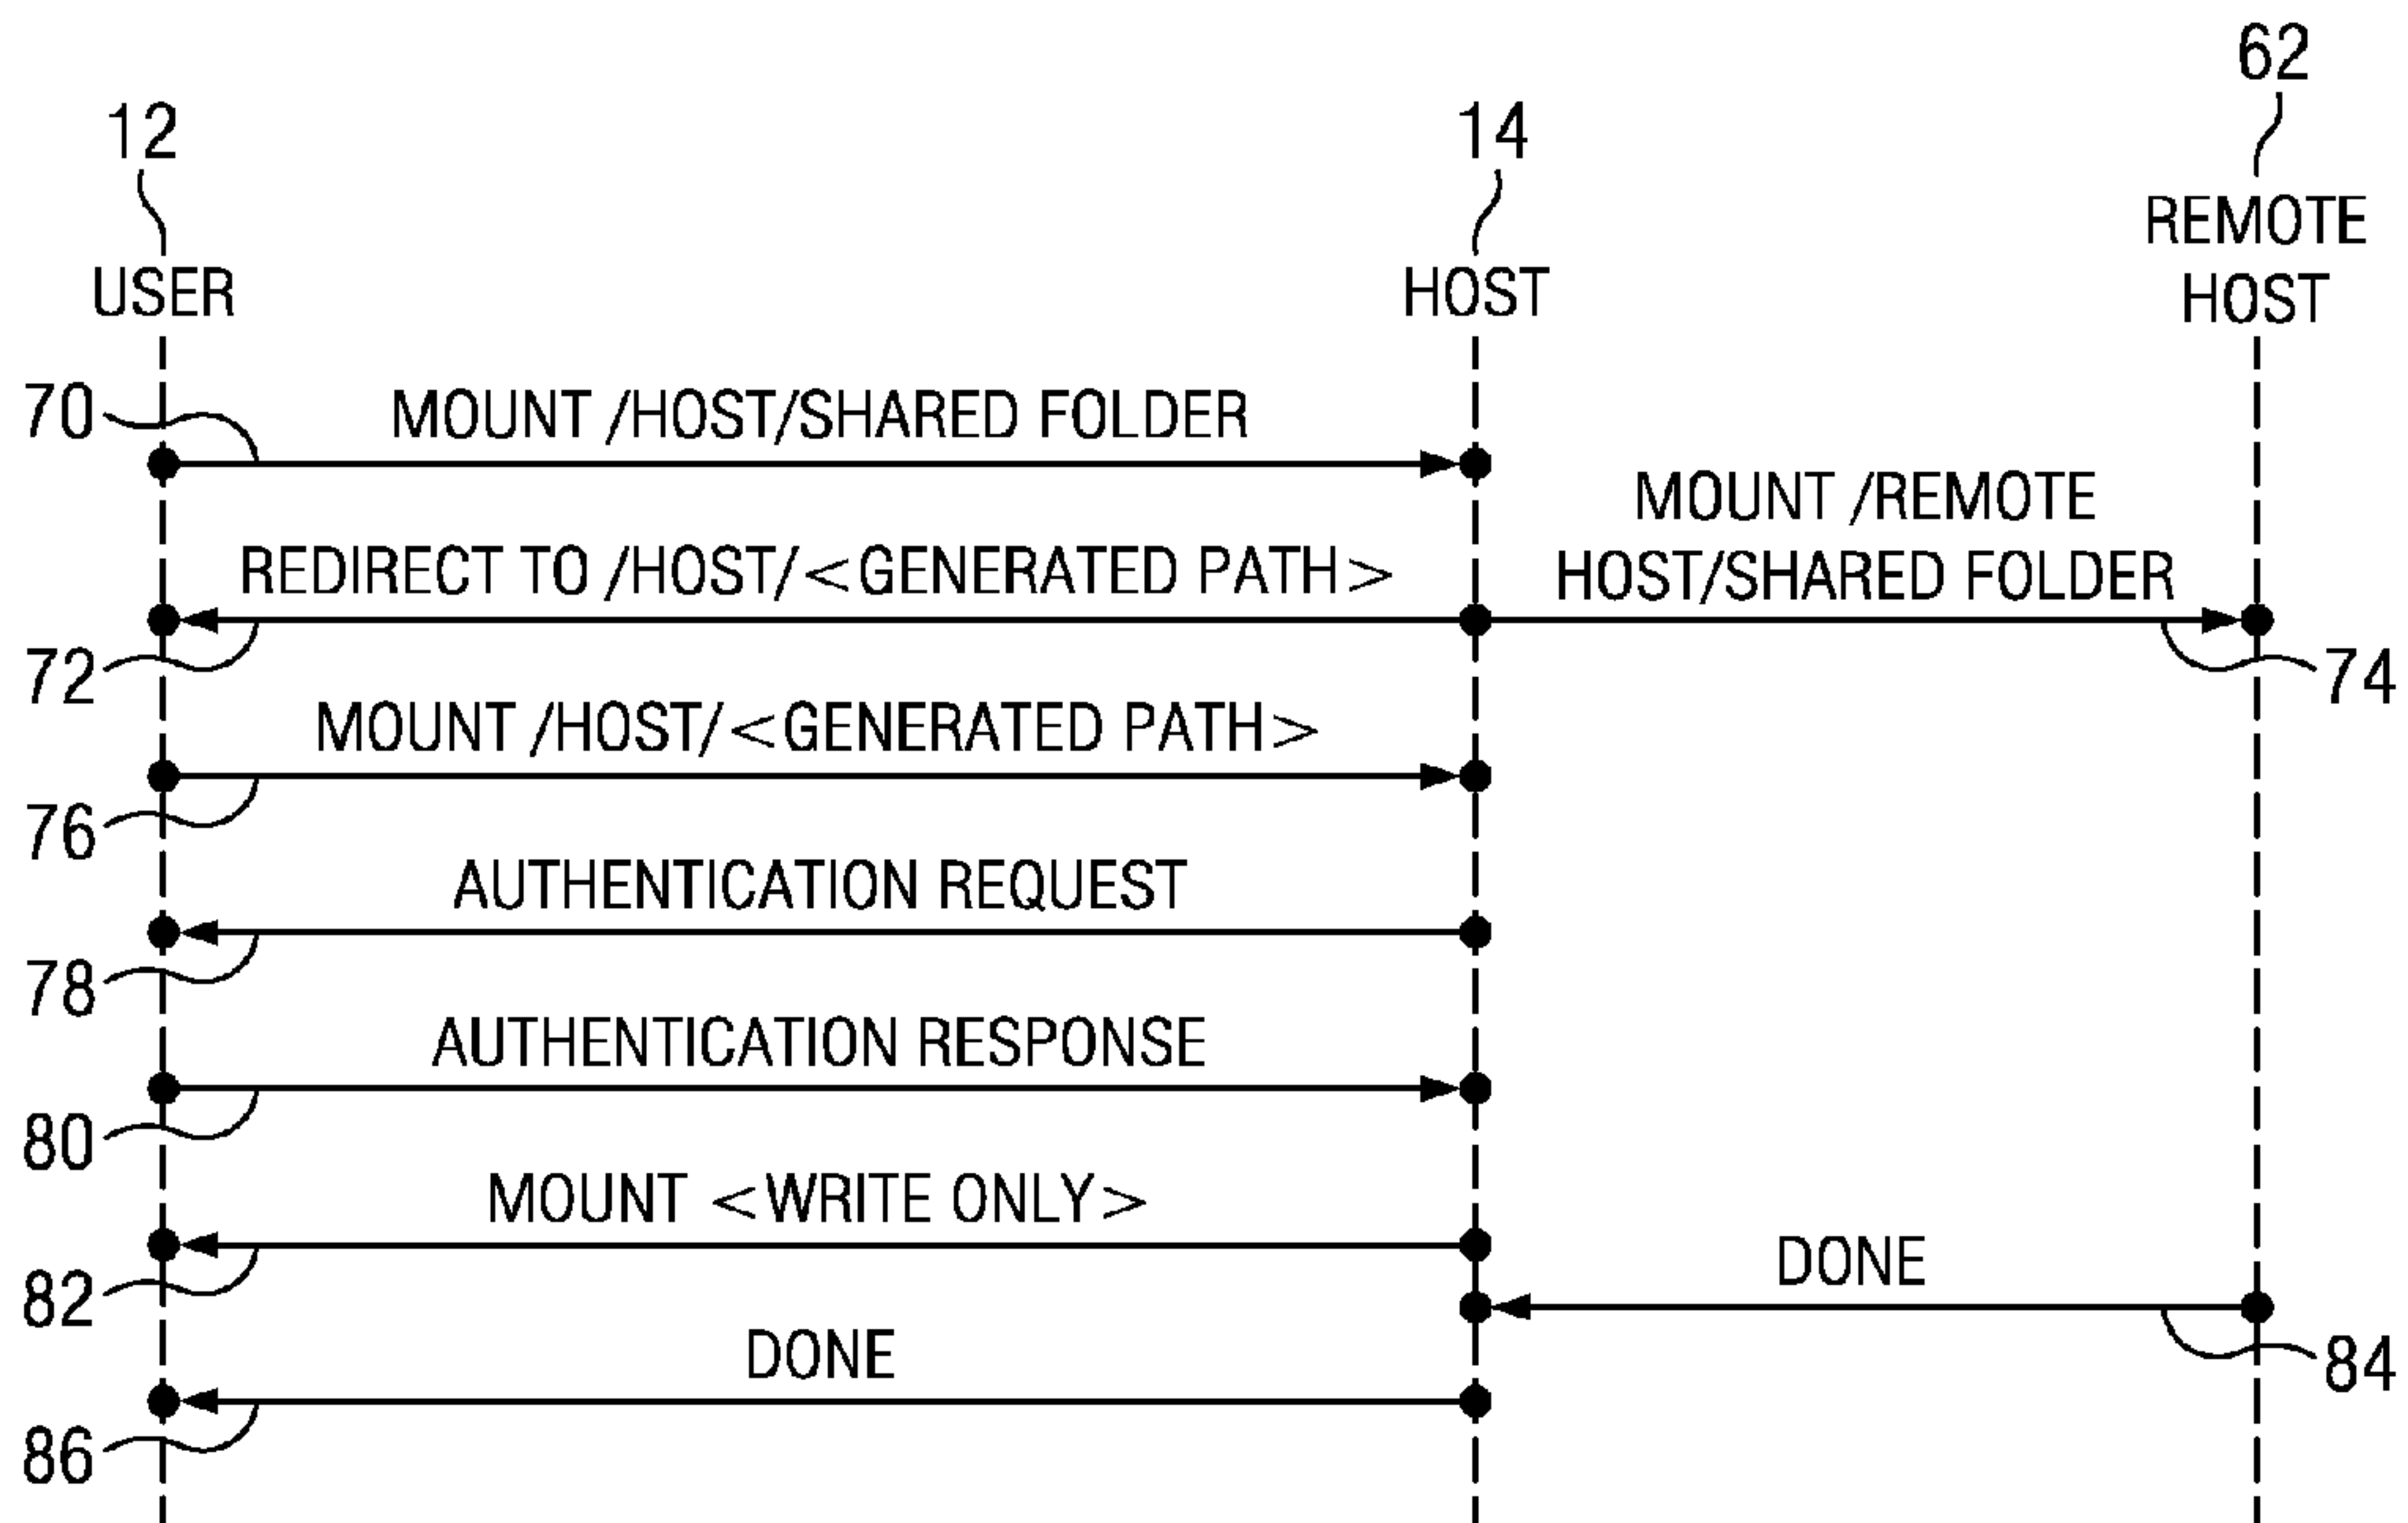 62
12
14
REMOTE
HOST
USER
HOST
70
MOUNT /HOST/SHARED FOLDER
MOUNT /REMOTE
HOST/SHARED FOLDER
REDIRECT TO /HOST/<GENERATED PATH>
72
74
MOUNT /HOST/<GENERATED PATH>
76
AUTHENTICATION REQUEST
78
AUTHENTICATION RESPONSE
80
MOUNT <WRITE ONLY>
82
DONE
84
DONE
86